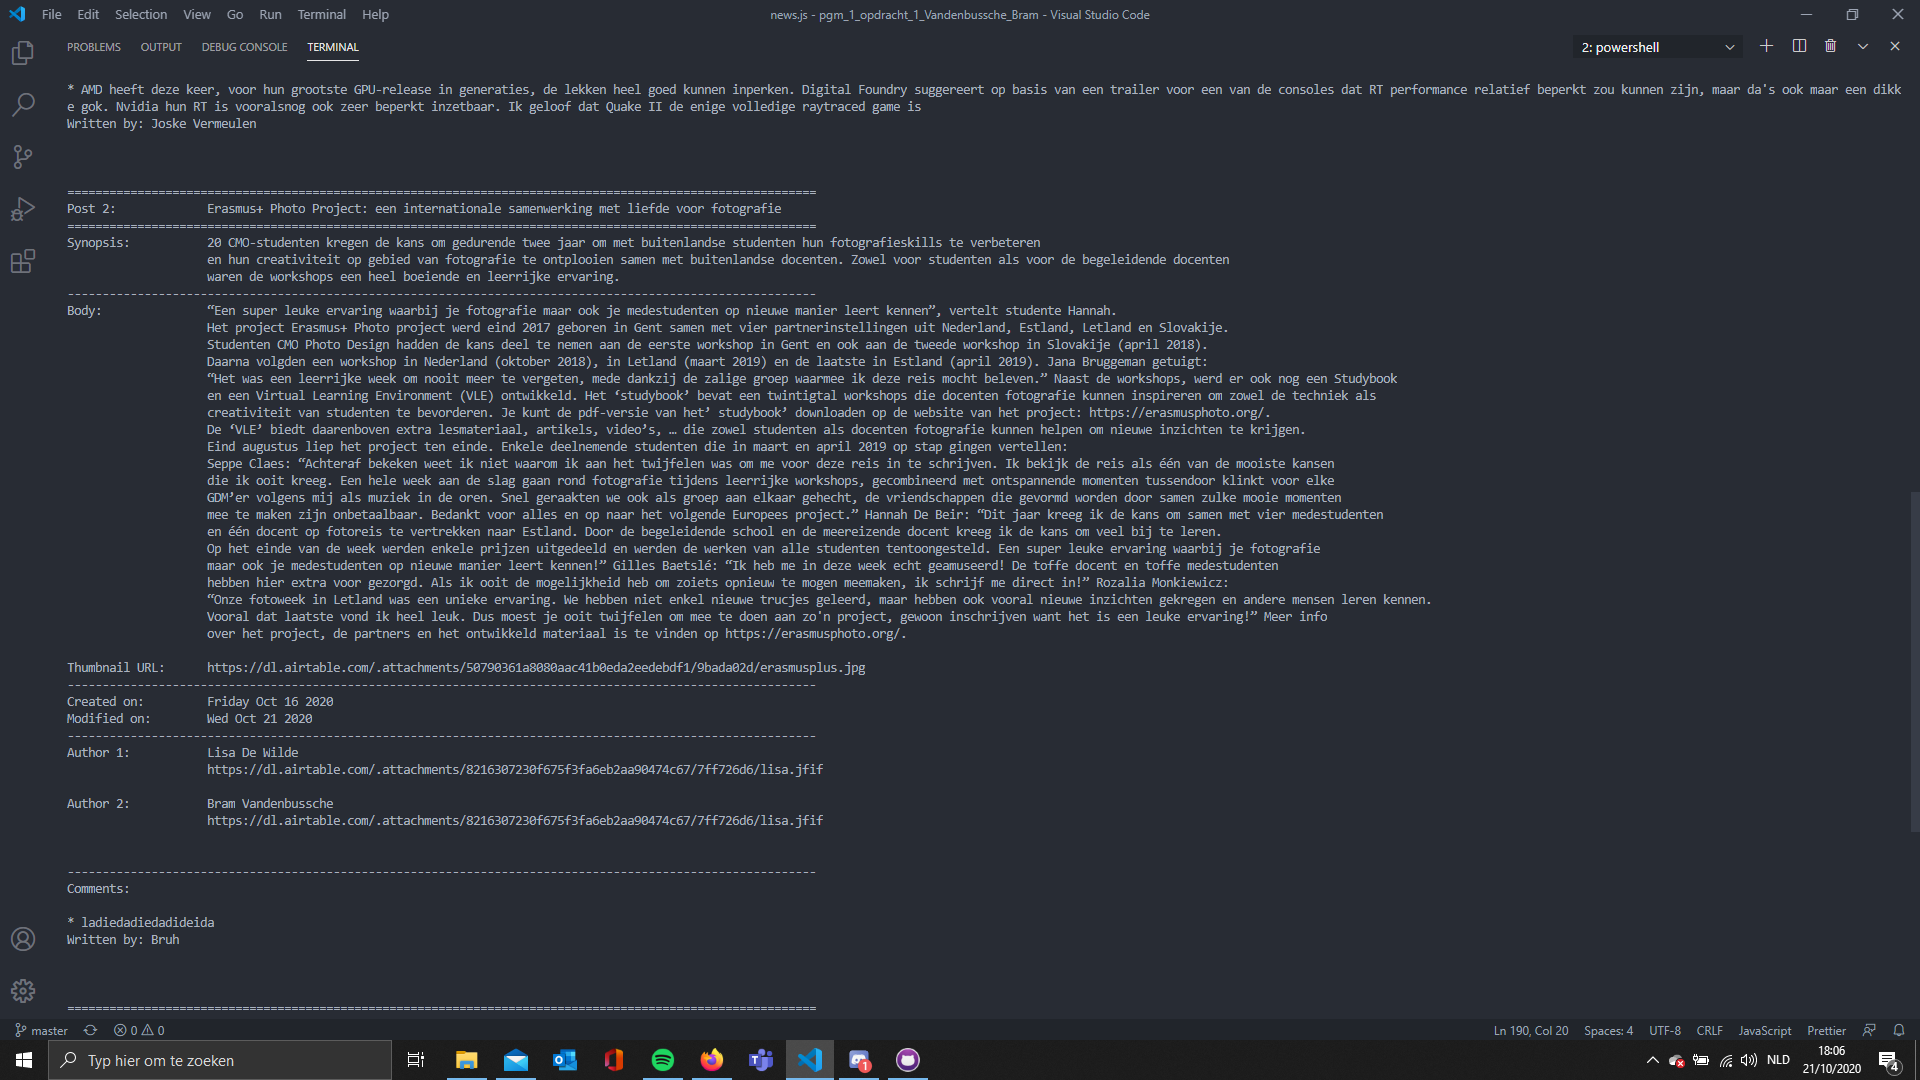 File Edit Selection View Go Run Terminal Help
news.js - pgm_1_opdracht_1_Vandenbussche_Bram - Visual Studio Code
PROBLEMS OUTPUT DEBUG CONSOLE TERMINAL
2: powershell
* AMD heeft deze keer, voor hun grootste GPU-release in generaties, de lekken heel goed kunnen inperken. Digital Foundry suggereert op basis van een trailer voor een van de consoles dat RT performance relatief beperkt zou kunnen zijn, maar da's ook maar een dikk
e gok. Nvidia hun RT is vooralsnog ook zeer beperkt inzetbaar. Ik geloof dat Quake II de enige volledige raytraced game is
Written by: Joske Vermeulen
===========================================================================================================
Post 2: Erasmus+ Photo Project: een internationale samenwerking met liefde voor fotografie
===========================================================================================================
Synopsis: 20 CMO-studenten kregen de kans om gedurende twee jaar om met buitenlandse studenten hun fotografieskills te verbeteren
en hun creativiteit op gebied van fotografie te ontplooien samen met buitenlandse docenten. Zowel voor studenten als voor de begeleidende docenten
waren de workshops een heel boeiende en leerrijke ervaring.
-----------------------------------------------------------------------------------------------------------
Body: “Een super leuke ervaring waarbij je fotografie maar ook je medestudenten op nieuwe manier leert kennen”, vertelt studente Hannah.
Het project Erasmus+ Photo project werd eind 2017 geboren in Gent samen met vier partnerinstellingen uit Nederland, Estland, Letland en Slovakije.
Studenten CMO Photo Design hadden de kans deel te nemen aan de eerste workshop in Gent en ook aan de tweede workshop in Slovakije (april 2018).
Daarna volgden een workshop in Nederland (oktober 2018), in Letland (maart 2019) en de laatste in Estland (april 2019). Jana Bruggeman getuigt:
“Het was een leerrijke week om nooit meer te vergeten, mede dankzij de zalige groep waarmee ik deze reis mocht beleven.” Naast de workshops, werd er ook nog een Studybook
en een Virtual Learning Environment (VLE) ontwikkeld. Het ‘studybook’ bevat een twintigtal workshops die docenten fotografie kunnen inspireren om zowel de techniek als
creativiteit van studenten te bevorderen. Je kunt de pdf-versie van het’ studybook’ downloaden op de website van het project: https://erasmusphoto.org/.
De ‘VLE’ biedt daarenboven extra lesmateriaal, artikels, video’s, … die zowel studenten als docenten fotografie kunnen helpen om nieuwe inzichten te krijgen.
Eind augustus liep het project ten einde. Enkele deelnemende studenten die in maart en april 2019 op stap gingen vertellen:
Seppe Claes: “Achteraf bekeken weet ik niet waarom ik aan het twijfelen was om me voor deze reis in te schrijven. Ik bekijk de reis als één van de mooiste kansen
die ik ooit kreeg. Een hele week aan de slag gaan rond fotografie tijdens leerrijke workshops, gecombineerd met ontspannende momenten tussendoor klinkt voor elke
GDM’er volgens mij als muziek in de oren. Snel geraakten we ook als groep aan elkaar gehecht, de vriendschappen die gevormd worden door samen zulke mooie momenten
mee te maken zijn onbetaalbaar. Bedankt voor alles en op naar het volgende Europees project.” Hannah De Beir: “Dit jaar kreeg ik de kans om samen met vier medestudenten
en één docent op fotoreis te vertrekken naar Estland. Door de begeleidende school en de meereizende docent kreeg ik de kans om veel bij te leren.
Op het einde van de week werden enkele prijzen uitgedeeld en werden de werken van alle studenten tentoongesteld. Een super leuke ervaring waarbij je fotografie
maar ook je medestudenten op nieuwe manier leert kennen!” Gilles Baetslé: “Ik heb me in deze week echt geamuseerd! De toffe docent en toffe medestudenten
hebben hier extra voor gezorgd. Als ik ooit de mogelijkheid heb om zoiets opnieuw te mogen meemaken, ik schrijf me direct in!” Rozalia Monkiewicz:
“Onze fotoweek in Letland was een unieke ervaring. We hebben niet enkel nieuwe trucjes geleerd, maar hebben ook vooral nieuwe inzichten gekregen en andere mensen leren kennen.
Vooral dat laatste vond ik heel leuk. Dus moest je ooit twijfelen om mee te doen aan zo'n project, gewoon inschrijven want het is een leuke ervaring!” Meer info
over het project, de partners en het ontwikkeld materiaal is te vinden op https://erasmusphoto.org/.
Thumbnail URL: https://dl.airtable.com/.attachments/50790361a8080aac41b0eda2eedebdf1/9bada02d/erasmusplus.jpg
-----------------------------------------------------------------------------------------------------------
Created on: Friday Oct 16 2020
Modified on: Wed Oct 21 2020
-----------------------------------------------------------------------------------------------------------
Author 1: Lisa De Wilde
https://dl.airtable.com/.attachments/8216307230f675f3fa6eb2aa90474c67/7ff726d6/lisa.jfif
Author 2: Bram Vandenbussche
https://dl.airtable.com/.attachments/8216307230f675f3fa6eb2aa90474c67/7ff726d6/lisa.jfif
-----------------------------------------------------------------------------------------------------------
Comments:
* ladiedadiedadideida
Written by: Bruh
===========================================================================================================
master 0 0 Ln 190, Col 20 Spaces: 4 UTF-8 CRLF JavaScript Prettier
Typ hier om te zoeken
1
NLD
18:06
21/10/2020
4